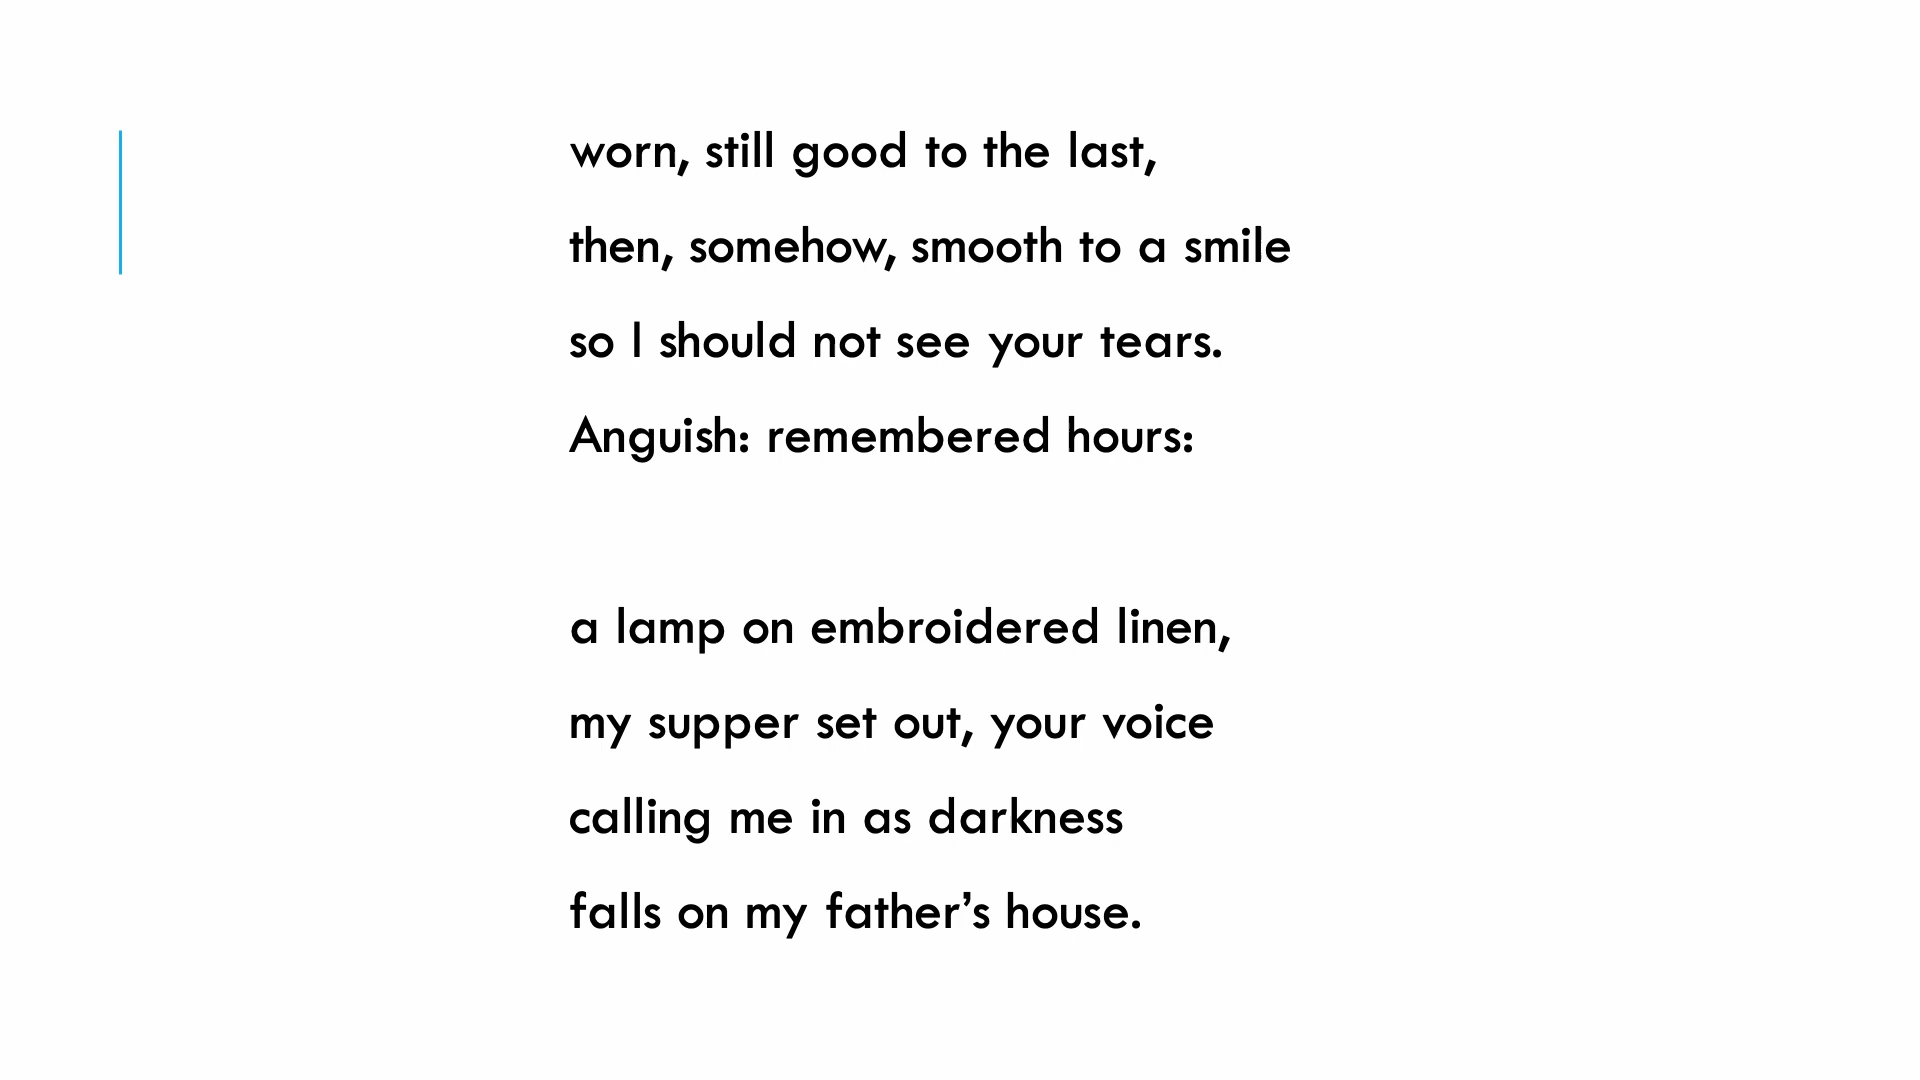 worn, still good to the last,
then, somehow, smooth to a smile
so I should not see your tears.
Anguish: remembered hours:
a lamp on embroidered linen,
my supper set out, your voice
calling me in as darkness
falls on my father’s house.